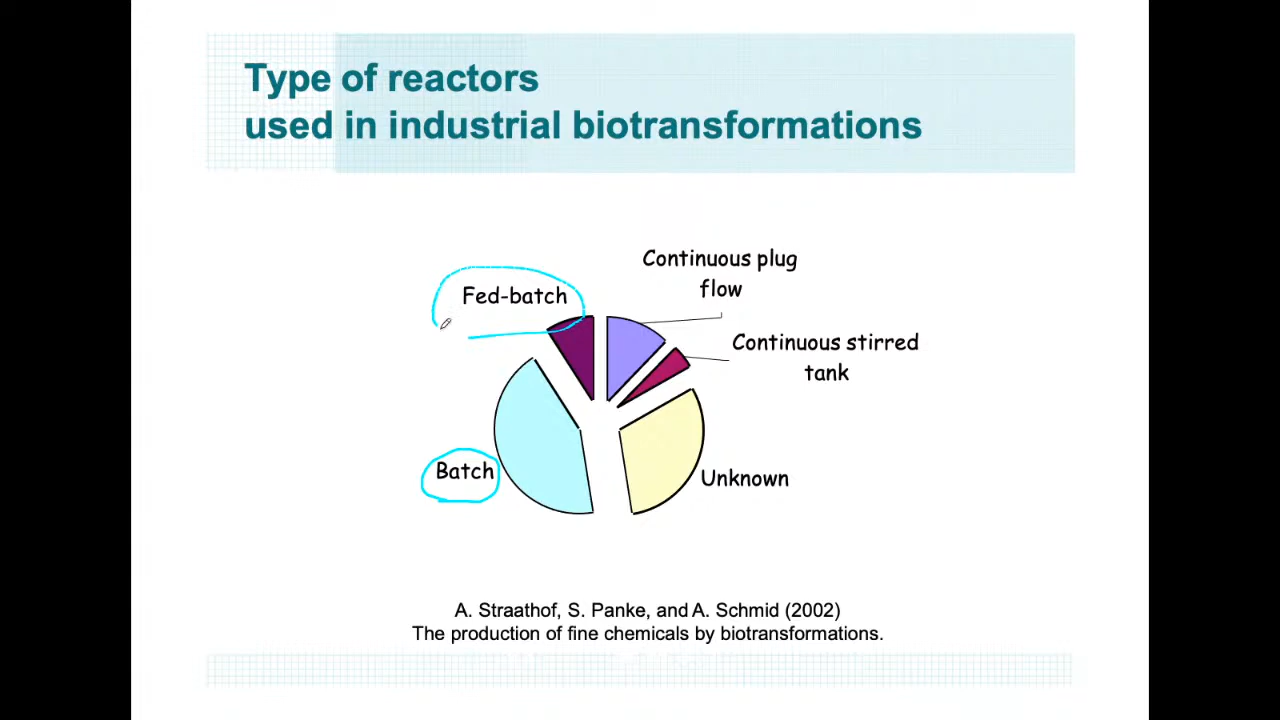 Type of reactors
used in industrial biotransformations
Continuous plug
flow
Fed-batch
Continuous stirred
tank
Batch
Unknown
A. Straathof, S. Panke, and A. Schmid (2002)
The production of fine chemicals by biotransformations.